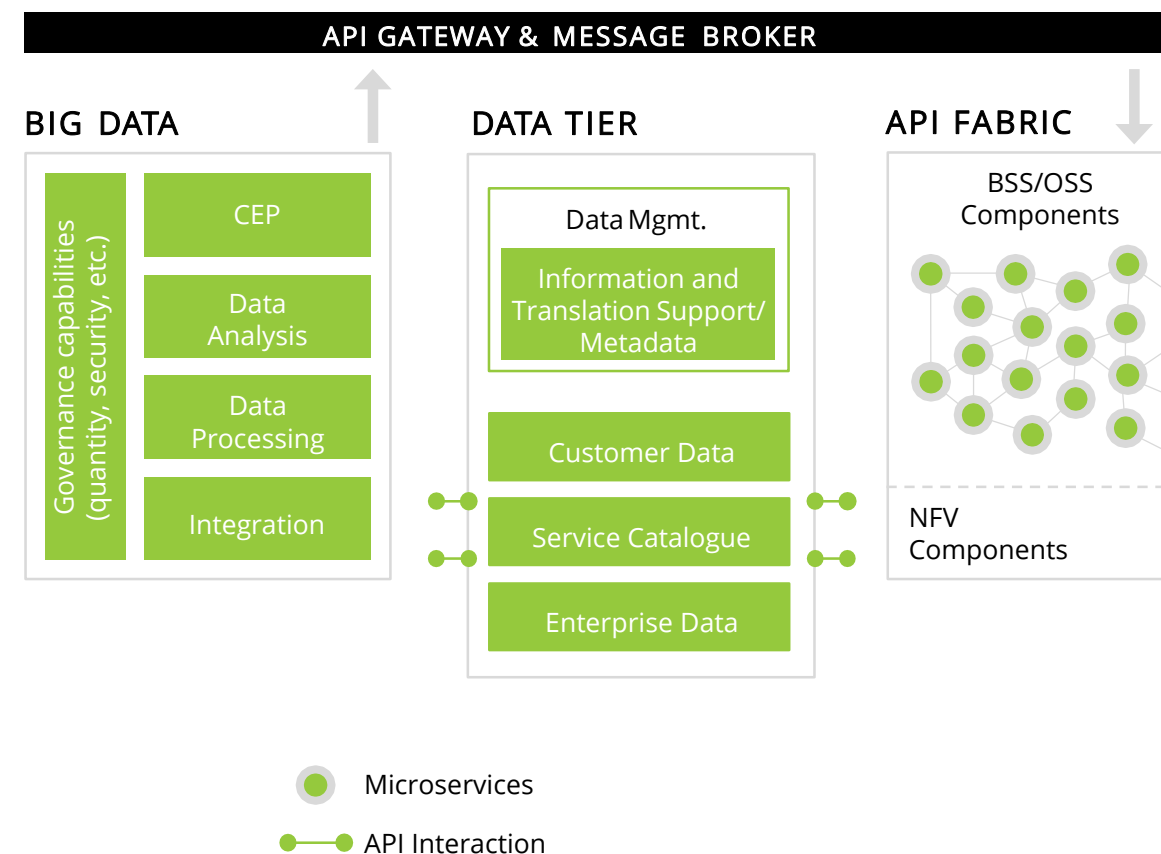 API GATEWAY & MESSAGE BROKER
BIG DATA
Governance capabilities
(quantity, security, etc.)
CEP
Data
Analysis
Data
Processing
Integration
DATA TIER
Data Mgmt.
Information and
Translation Support/
Metadata
Customer Data
Service Catalogue
Enterprise Data
API FABRIC
BSS/OSS
Components
NFV
Components
Microservices
API Interaction